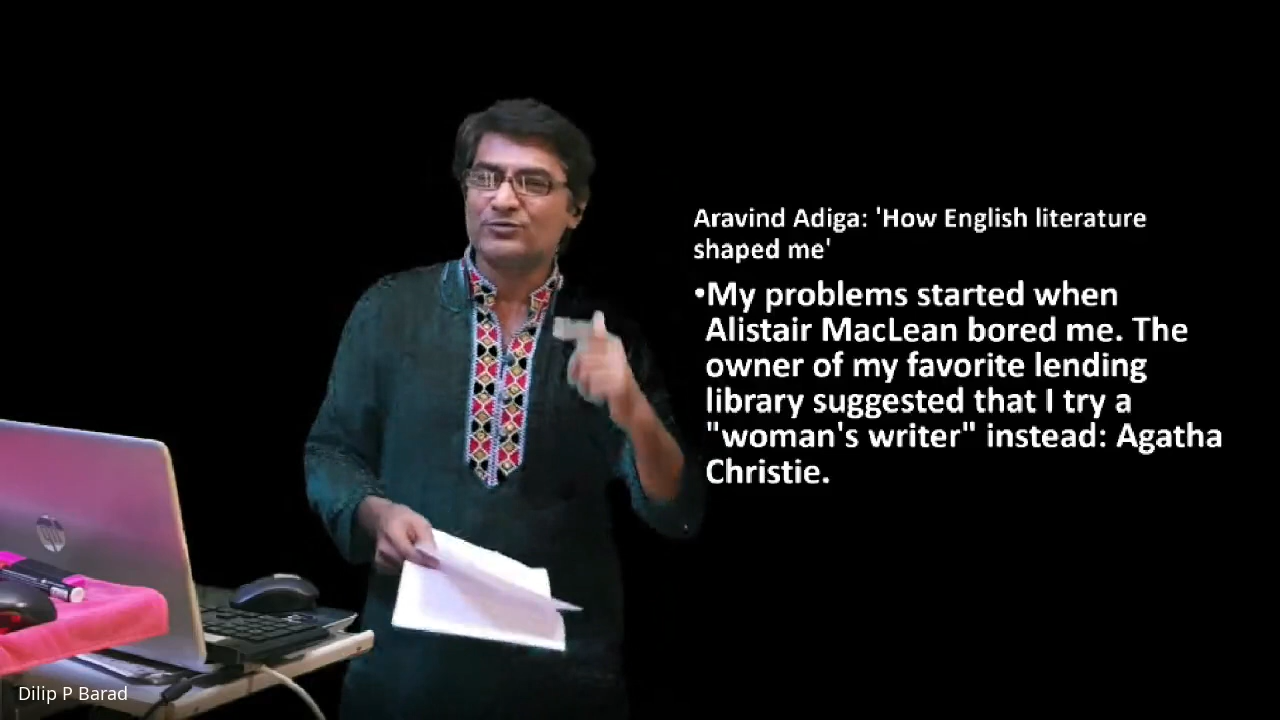 Aravind Adiga: 'How English literature
shaped me'
•My problems started when
Alistair MacLean bored me. The
owner of my favorite lending
library suggested that I try a
"woman's writer" instead: Agatha
Christie.
hp
Dilip P Barad